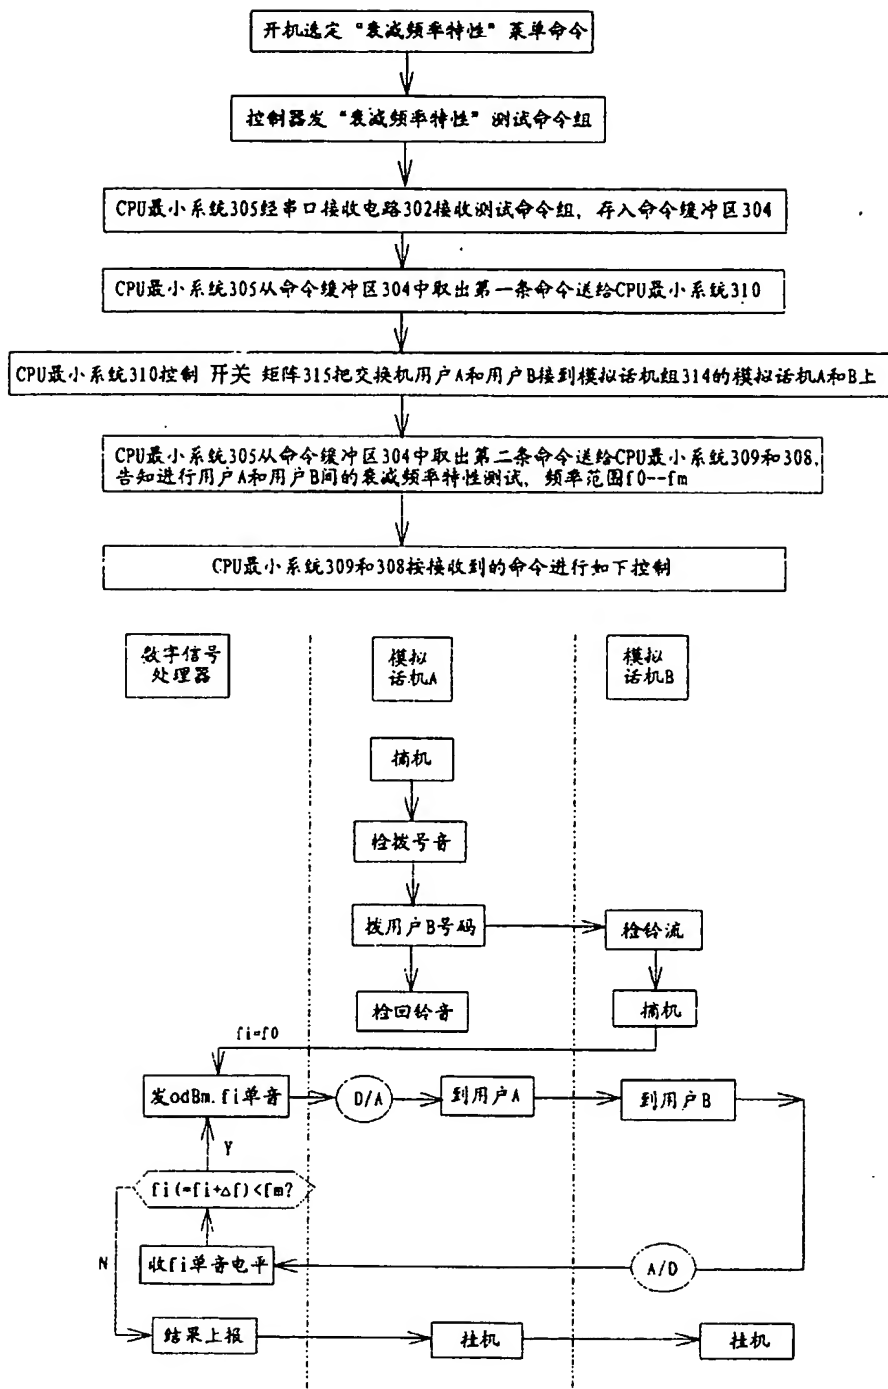 开机选定“衰减频率特性”菜单命令
控制器发“衰减频率特性”测试命令组
CPU最小系统305经串口接收电路302接收测试命令组，存入命令缓冲区304
CPU最小系统305从命令缓冲区304中取出第一条命令送给CPU最小系统310
CPU最小系统310控制 开关 矩阵315把交换机用户A和用户B接到模拟话机组314的模拟话机A和B上
CPU最小系统305从命令缓冲区304中取出第二条命令送给CPU最小系统309和308，
告知进行用户A和用户B间的衰减频率特性测试，频率范围f0--fm
CPU最小系统309和308按接收到的命令进行如下控制
数字信号
处理器
模拟
话机A
模拟
话机B
摘机
检拨号音
拨用户B号码
检铃流
检回铃音
摘机
fi=f0
发odBm.fi单音
D/A
到用户A
到用户B
Y
fi(=fi+△f)<fm?
N
收fi单音电平
A/D
结果上报
挂机
挂机